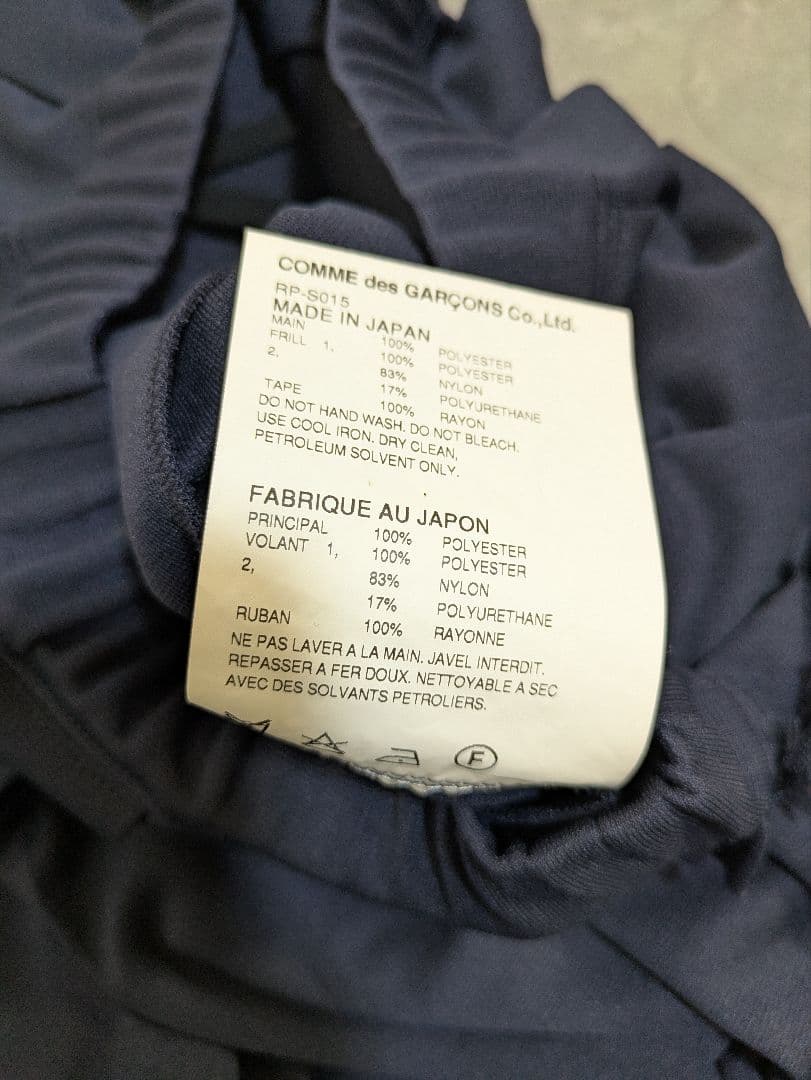 COMME des GARÇONS Co.,Ltd.
RP-S015
MADE IN JAPAN
MAIN 100% POLYESTER
FRILL 1, 100% POLYESTER
2, 83% NYLON
17% POLYURETHANE
TAPE 100% RAYON
DO NOT HAND WASH. DO NOT BLEACH.
USE COOL IRON. DRY CLEAN,
PETROLEUM SOLVENT ONLY.
FABRIQUE AU JAPON
PRINCIPAL 100% POLYESTER
VOLANT 1, 100% POLYESTER
2, 83% NYLON
17% POLYURETHANE
RUBAN 100% RAYONNE
NE PAS LAVER A LA MAIN. JAVEL INTERDIT.
REPASSER A FER DOUX. NETTOYABLE A SEC
AVEC DES SOLVANTS PETROLIERS.
F